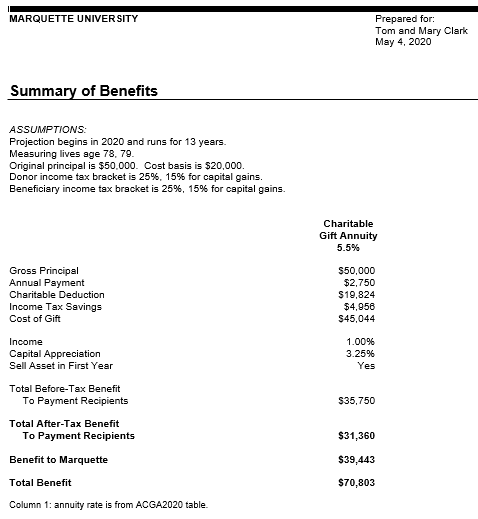 MARQUETTE UNIVERSITY
Prepared for:
Tom and Mary Clark
May 4, 2020
Summary of Benefits
ASSUMPTIONS:
Projection begins in 2020 and runs for 13 years.
Measuring lives age 78, 79.
Original principal is $50,000. Cost basis is $20,000.
Donor income tax bracket is 25%, 15% for capital gains.
Beneficiary income tax bracket is 25%, 15% for capital gains.
Charitable
Gift Annuity
5.5%
Gross Principal $50,000
Annual Payment $2,750
Charitable Deduction $19,824
Income Tax Savings $4,956
Cost of Gift $45,044
Income 1.00%
Capital Appreciation 3.25%
Sell Asset in First Year Yes
Total Before-Tax Benefit
To Payment Recipients $35,750
Total After-Tax Benefit
To Payment Recipients $31,360
Benefit to Marquette $39,443
Total Benefit $70,803
Column 1: annuity rate is from ACGA2020 table.